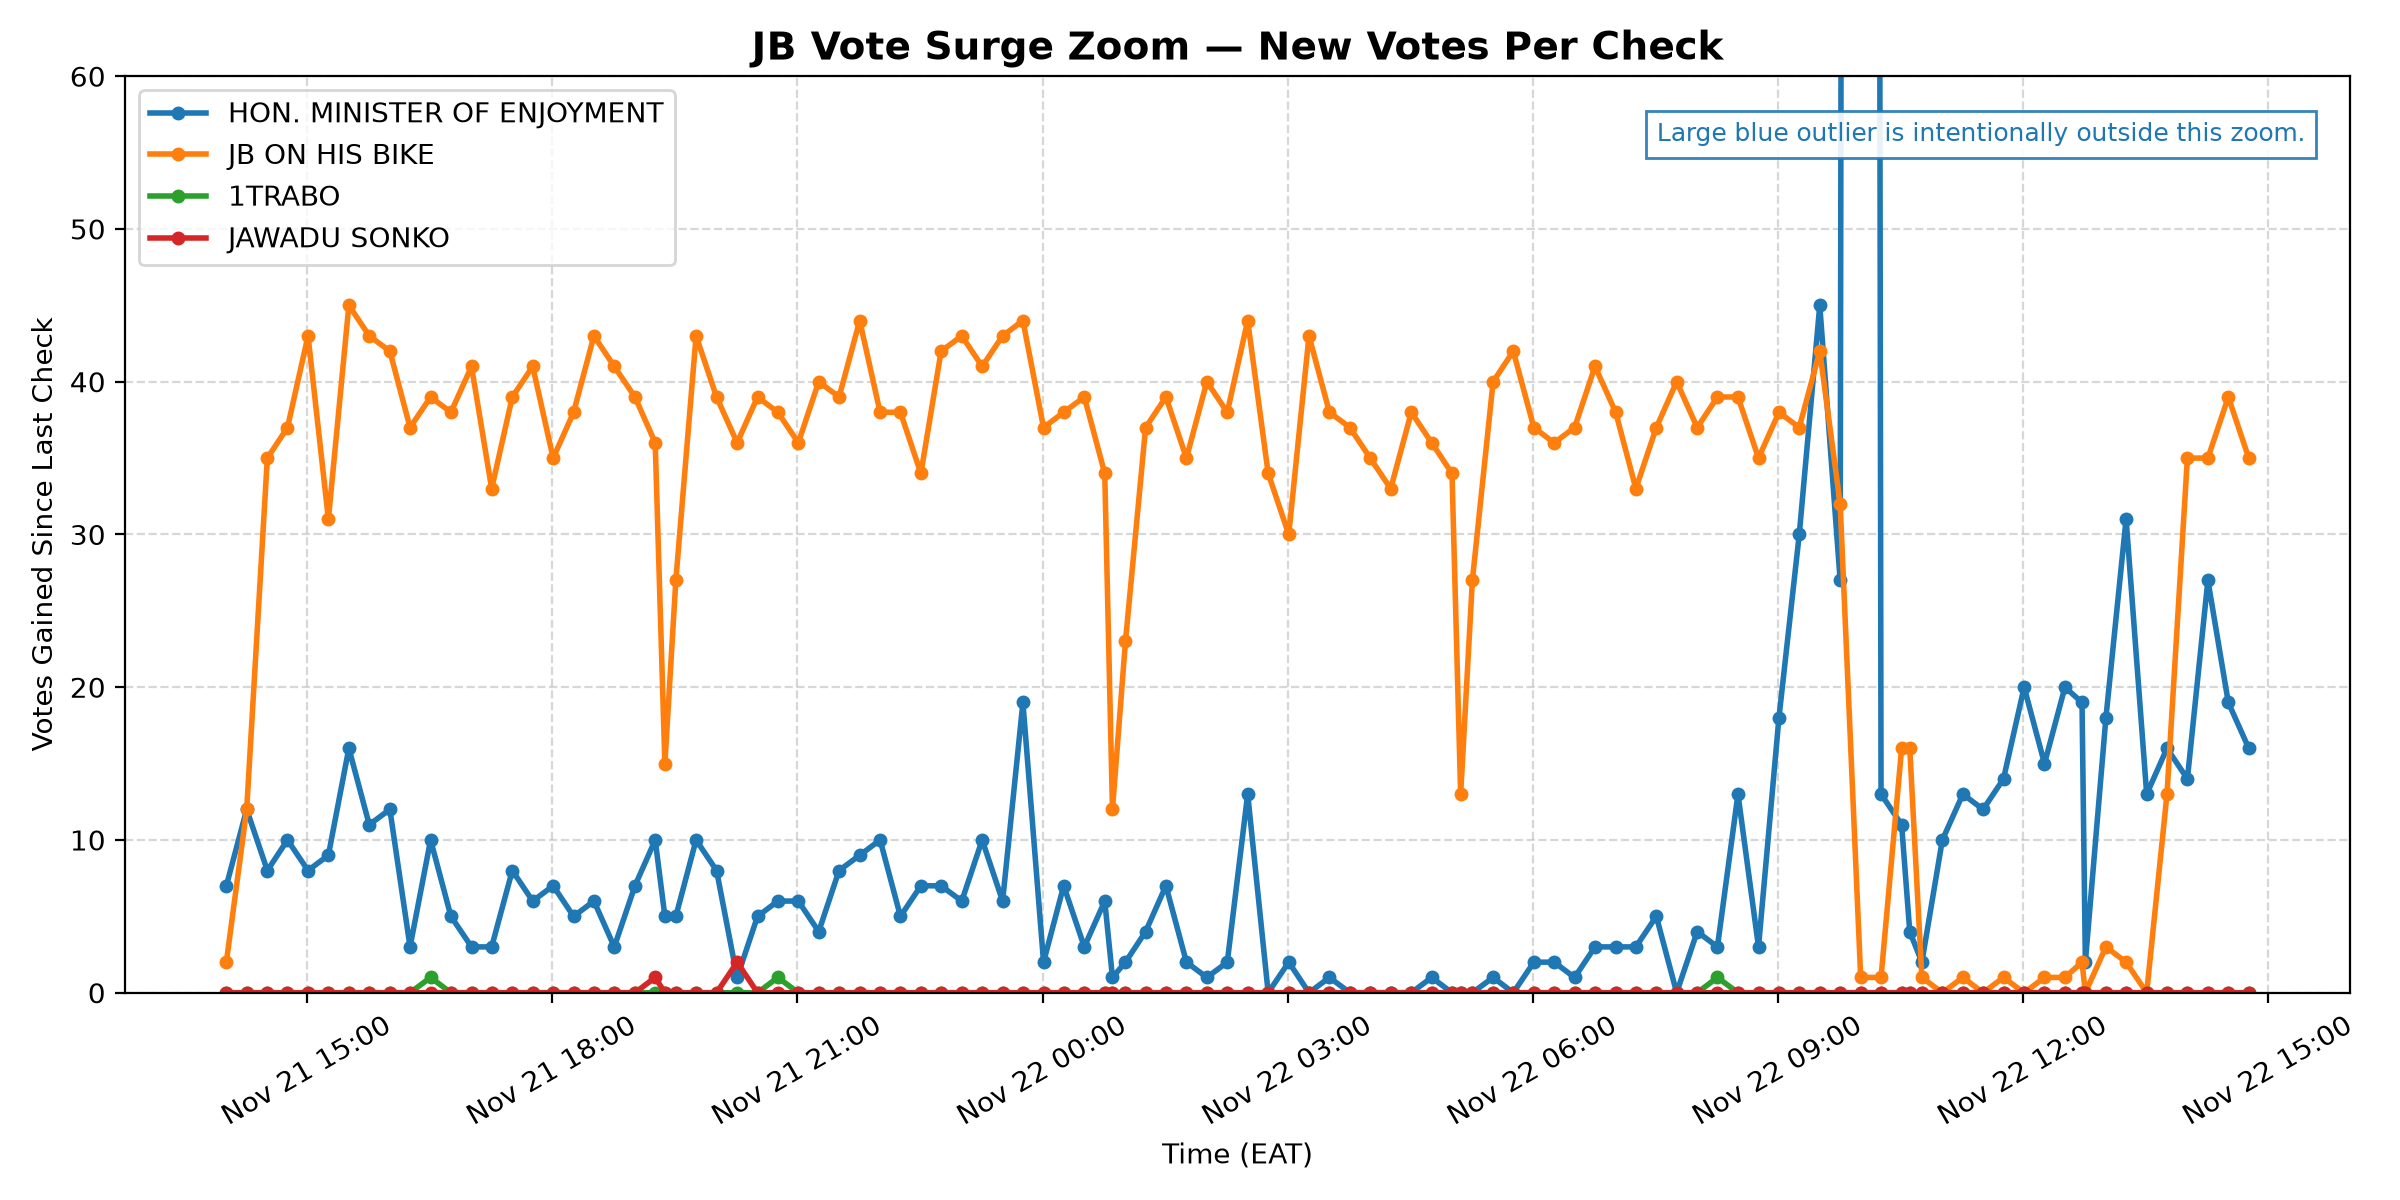 JB Vote Surge Zoom — New Votes Per Check
HON. MINISTER OF ENJOYMENT
JB ON HIS BIKE
1TRABO
JAWADU SONKO
Large blue outlier is intentionally outside this zoom.
Votes Gained Since Last Check
60
50
40
30
20
10
0
Nov 21 15:00
Nov 21 18:00
Nov 21 21:00
Nov 22 00:00
Nov 22 03:00
Nov 22 06:00
Nov 22 09:00
Nov 22 12:00
Nov 22 15:00
Time (EAT)